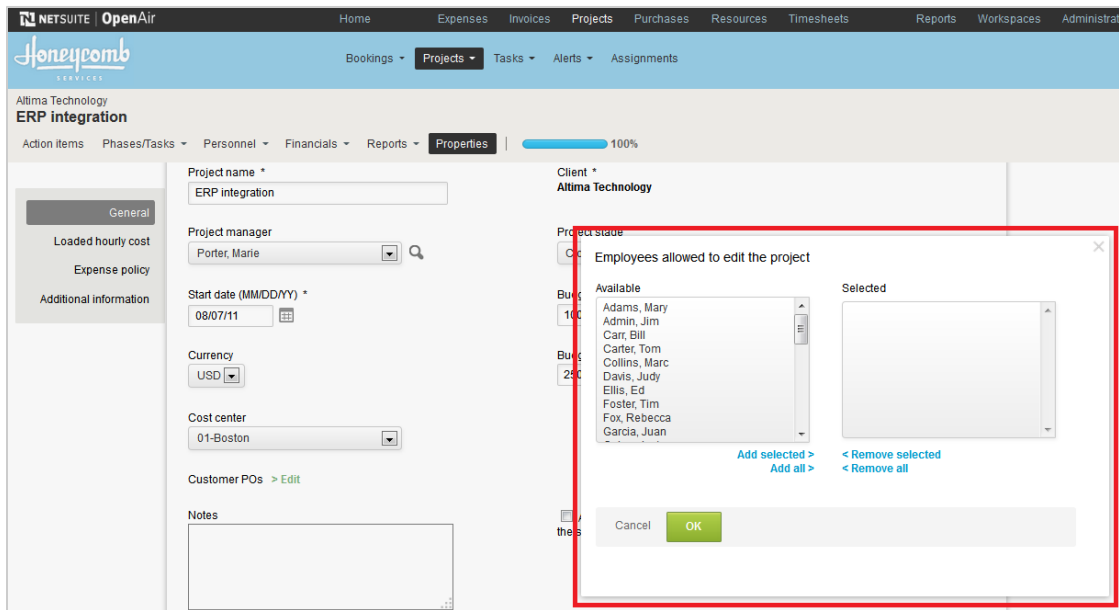 NETSUITE | OpenAir
Home Expenses Invoices Projects Purchases Resources Timesheets Reports Workspaces Administrat
Honeycomb
SERVICES
Bookings Projects Tasks Alerts Assignments
Altima Technology
ERP integration
Action items Phases/Tasks Personnel Financials Reports Properties | 100%
General
Loaded hourly cost
Expense policy
Additional information
Project name *
ERP integration
Client *
Altima Technology
Project manager
Porter, Marie
Project stage
Start date (MM/DD/YY) *
08/07/11
Currency
USD
Cost center
01-Boston
Customer POs > Edit
Notes
Employees allowed to edit the project
Available
Adams, Mary
Admin, Jim
Carr, Bill
Carter, Tom
Collins, Marc
Davis, Judy
Ellis, Ed
Foster, Tim
Fox, Rebecca
Garcia, Juan
Selected
Add selected >
Add all >
< Remove selected
< Remove all
Cancel OK